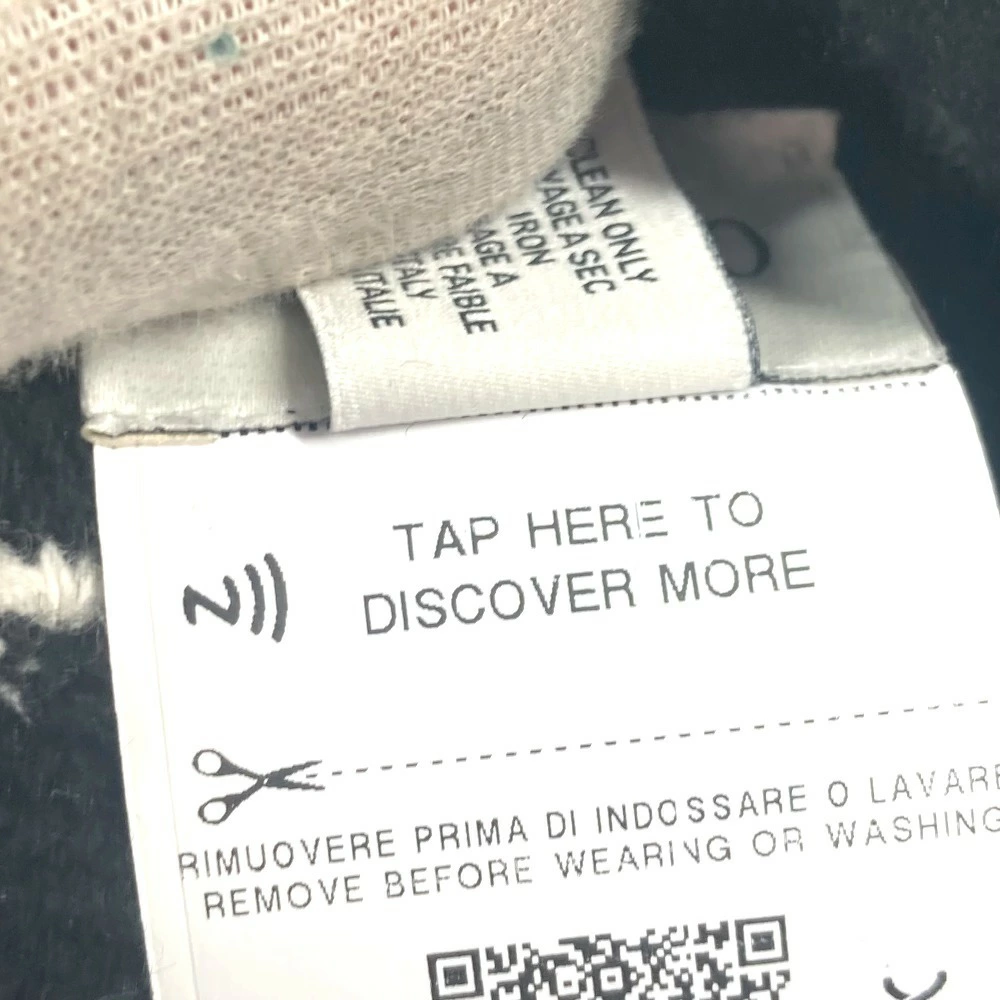 CLEAN ONLY
VAGE A SEC
IRON
AGE A
E FAIBLE
TALY
ITALIE
TAP HERE TO
DISCOVER MORE
RIMUOVERE PRIMA DI INDOSSARE O LAVARE
REMOVE BEFORE WEARING OR WASHING